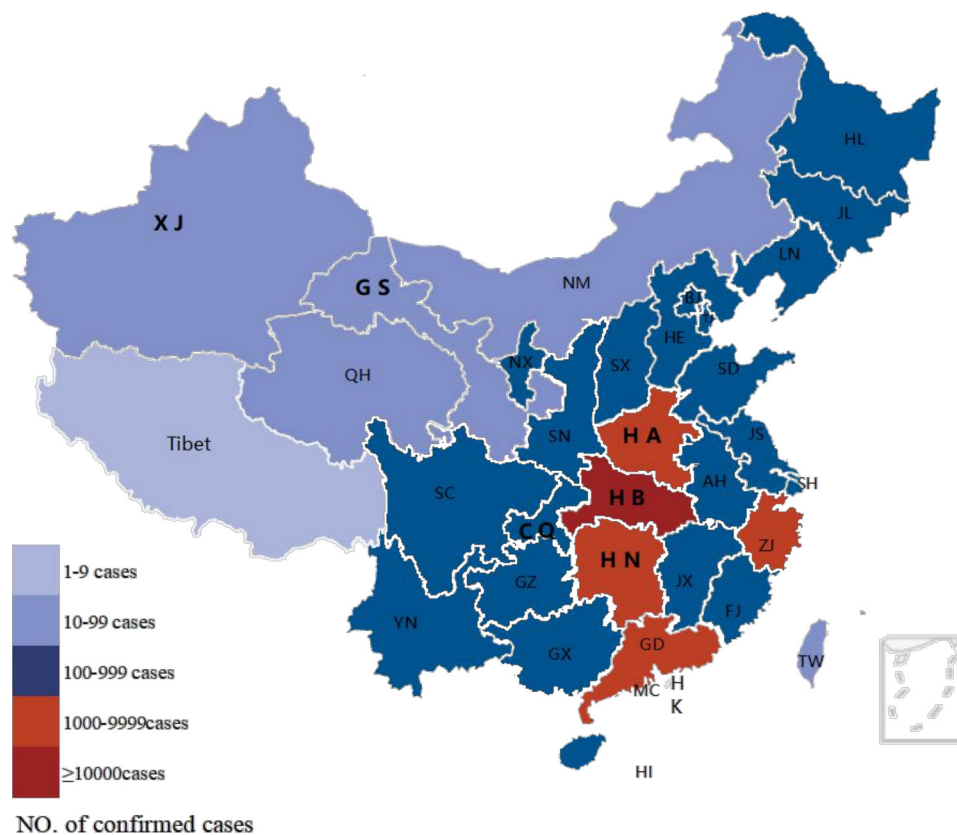 HL
X J
JL
LN
G S
NM
BJ
TJ
HE
NX
SX
SD
QH
SN
H A
JS
Tibet
SC
H B
AH
SH
C Q
ZJ
H N
GZ
JX
1-9 cases
FJ
10-99 cases
YN
GX
GD
TW
100-999 cases
MC
H
K
1000-9999cases
HI
≥10000cases
NO. of confirmed cases